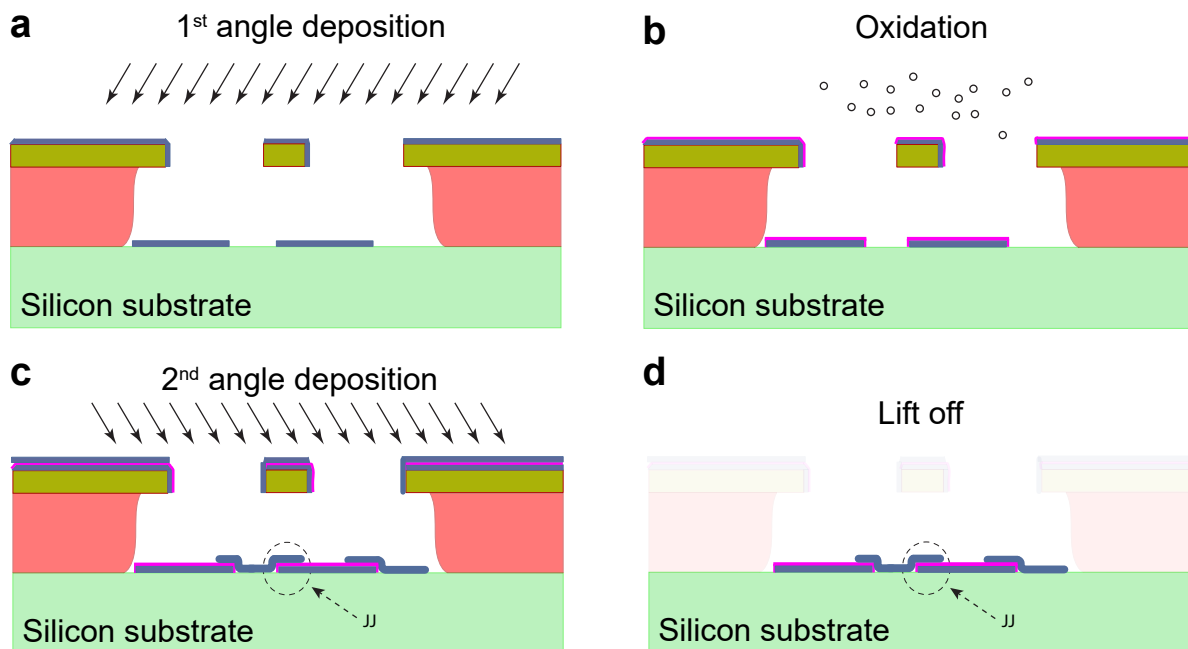 a
1st angle deposition
Silicon substrate
b
Oxidation
Silicon substrate
c
2nd angle deposition
JJ
Silicon substrate
d
Lift off
JJ
Silicon substrate